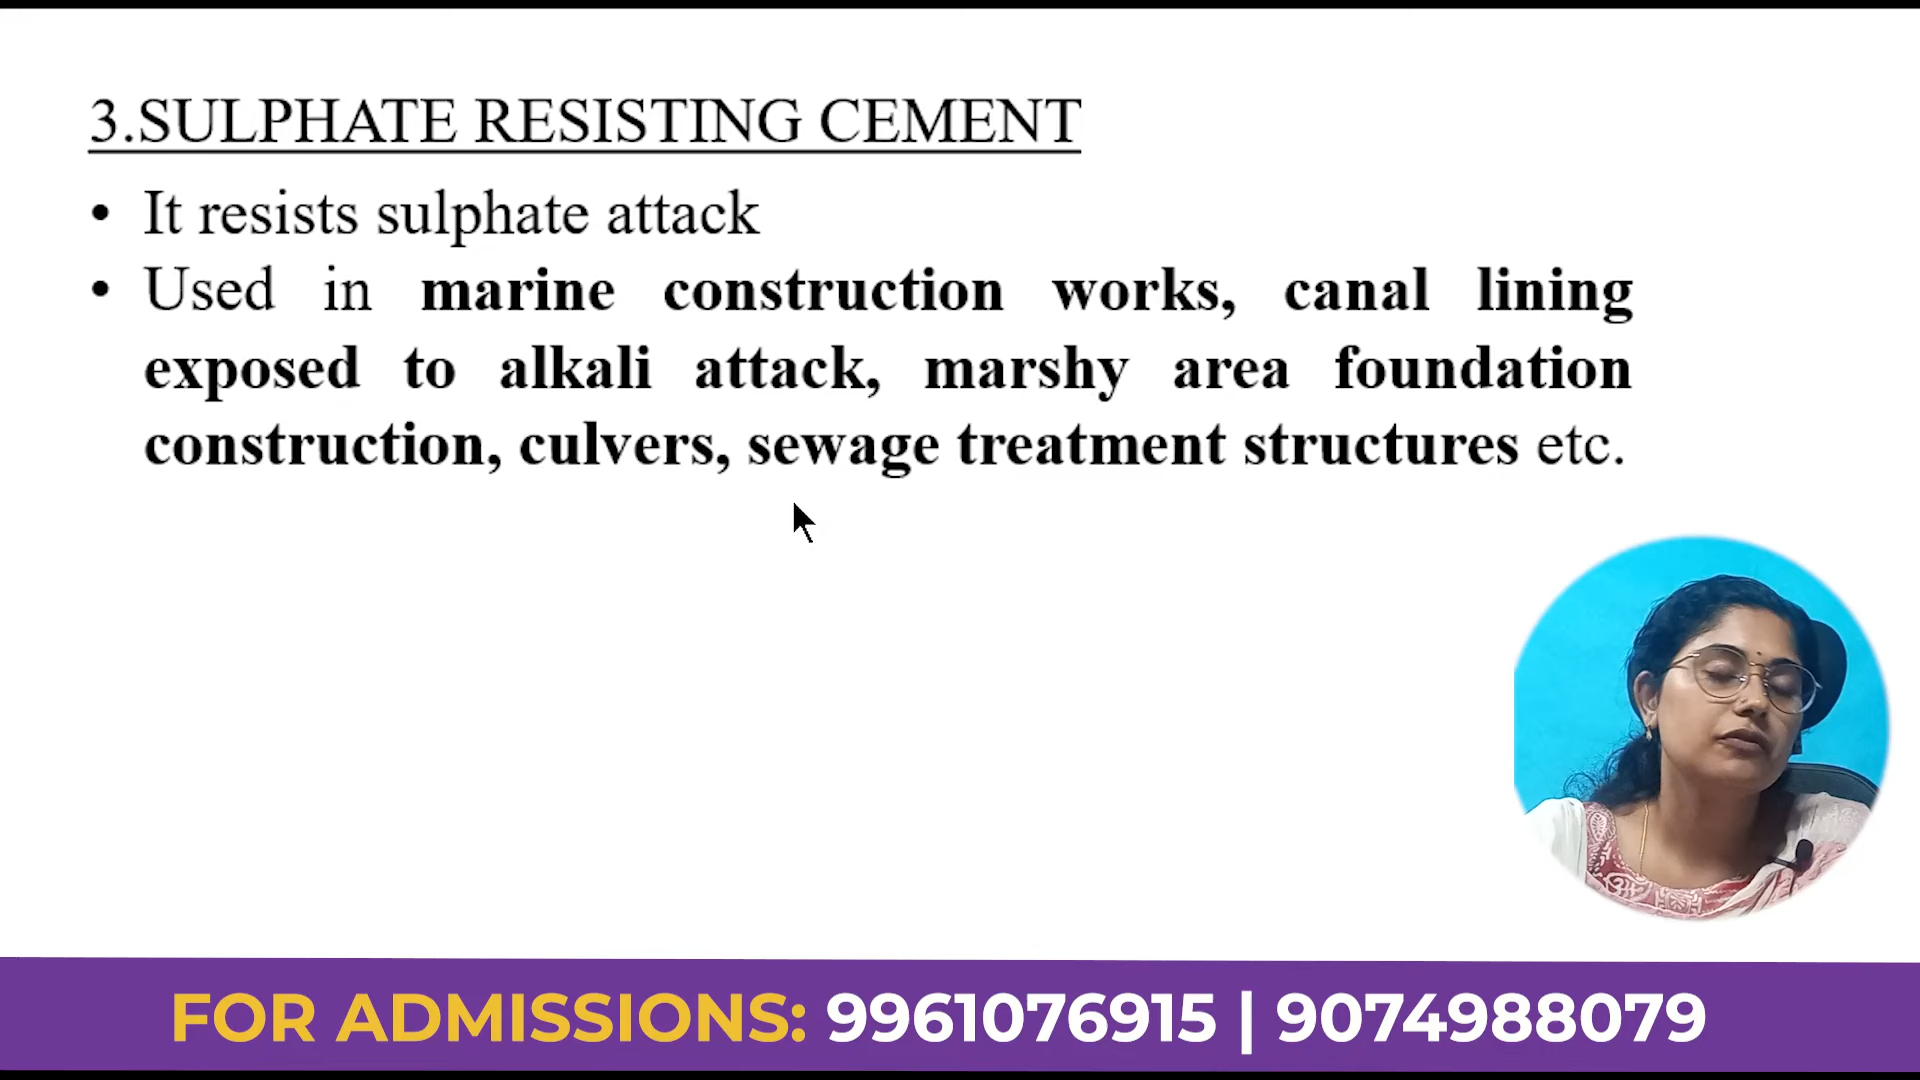 3.SULPHATE RESISTING CEMENT
• It resists sulphate attack
• Used in marine construction works, canal lining
exposed to alkali attack, marshy area foundation
construction, culvers, sewage treatment structures etc.
FOR ADMISSIONS: 9961076915 | 9074988079